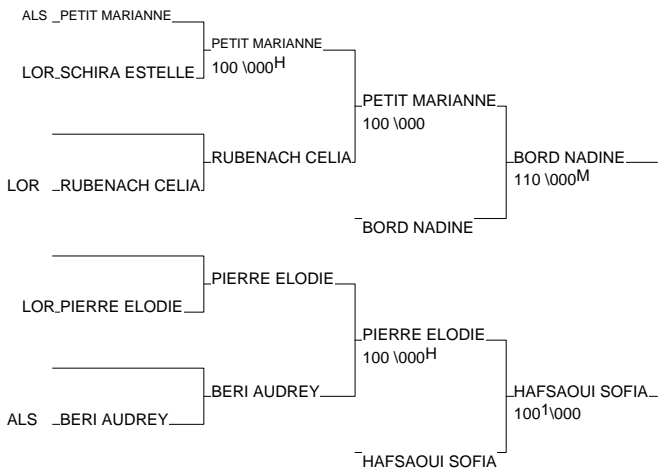 ALS PETIT MARIANNE
PETIT MARIANNE
100 \000H
LOR SCHIRA ESTELLE
PETIT MARIANNE
100 \000
RUBENACH CELIA
BORD NADINE
110 \000M
LOR RUBENACH CELIA
BORD NADINE
PIERRE ELODIE
LOR PIERRE ELODIE
PIERRE ELODIE
100 \000H
BERI AUDREY
HAFSAOUI SOFIA
1001\000
ALS BERI AUDREY
HAFSAOUI SOFIA